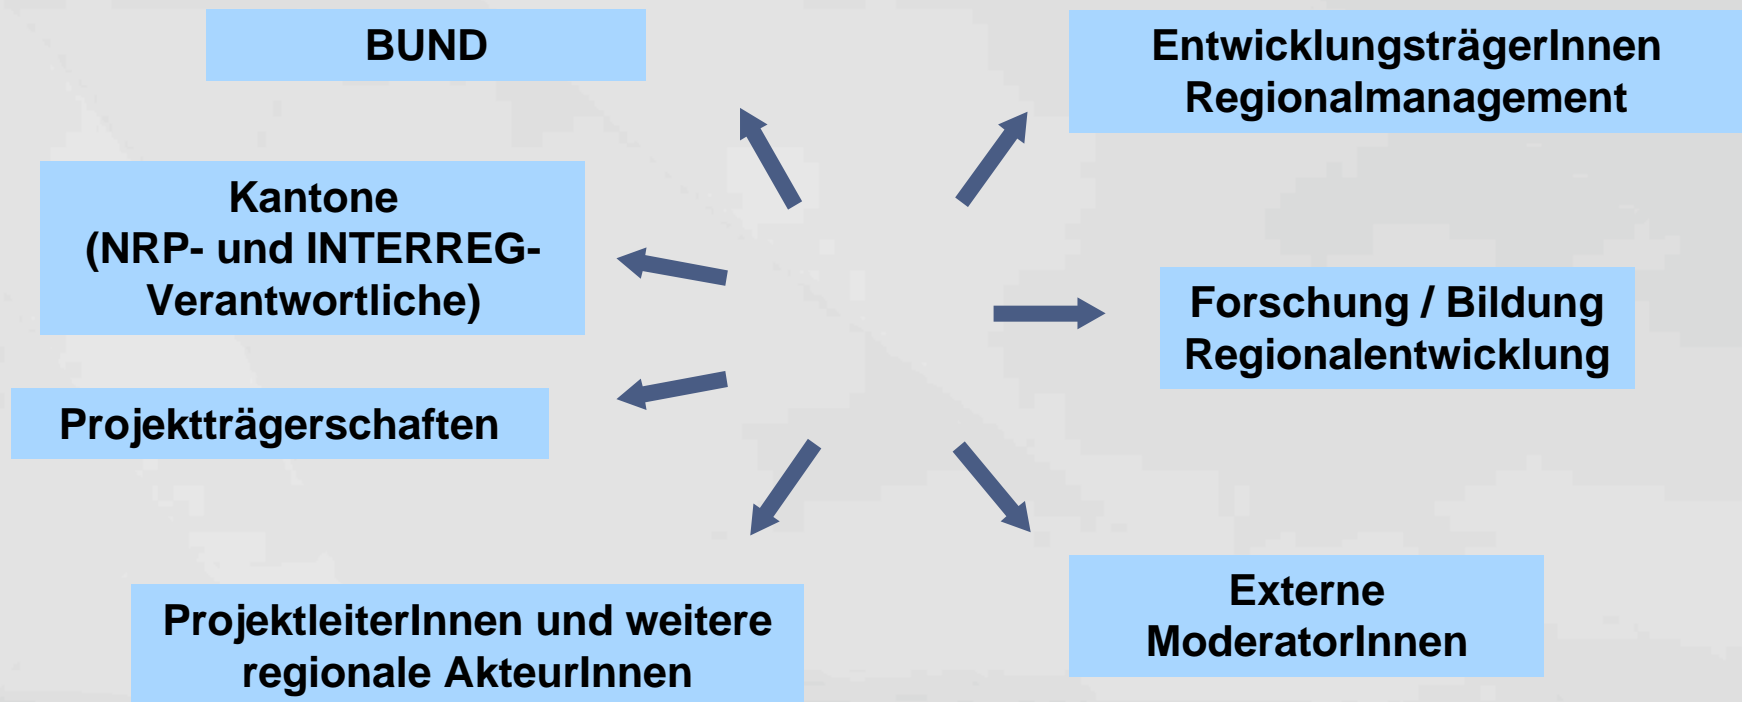 BUND
EntwicklungsträgerInnen
Regionalmanagement
Kantone
(NRP- und INTERREG-
Verantwortliche)
Forschung / Bildung
Regionalentwicklung
Projektträgerschaften
ProjektleiterInnen und weitere
regionale AkteurInnen
Externe
ModeratorInnen